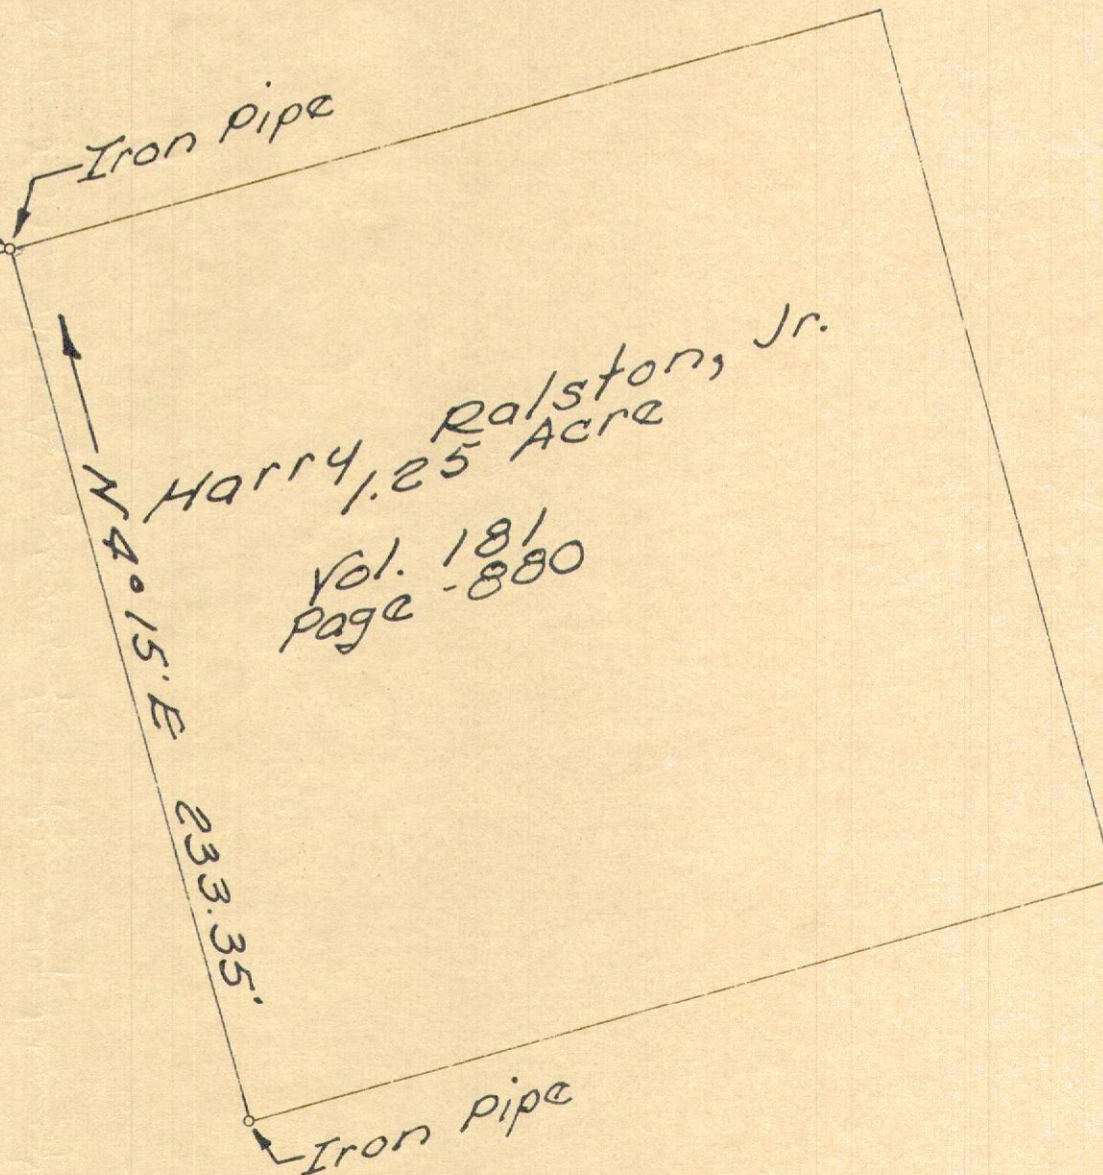 Iron Pipe
Harry Ralston, Jr.
1.25 Acre
Vol. 181
Page - 880
N 4° 15' E 233.35'
Iron Pipe